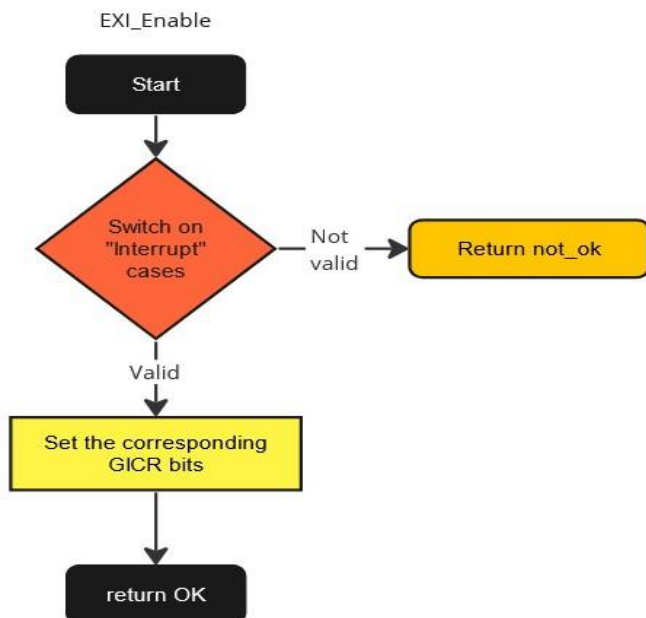 EXI_Enable
Start
Switch on
"Interrupt"
cases
Not
valid
Return not_ok
Valid
Set the corresponding
GICR bits
return OK